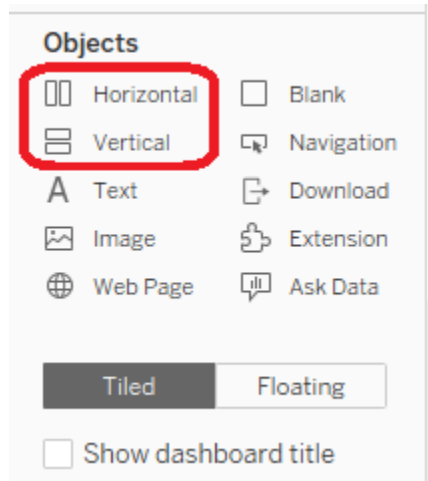 Objects
Horizontal Blank
Vertical Navigation
A Text Download
Image Extension
Web Page Ask Data
Tiled Floating
Show dashboard title